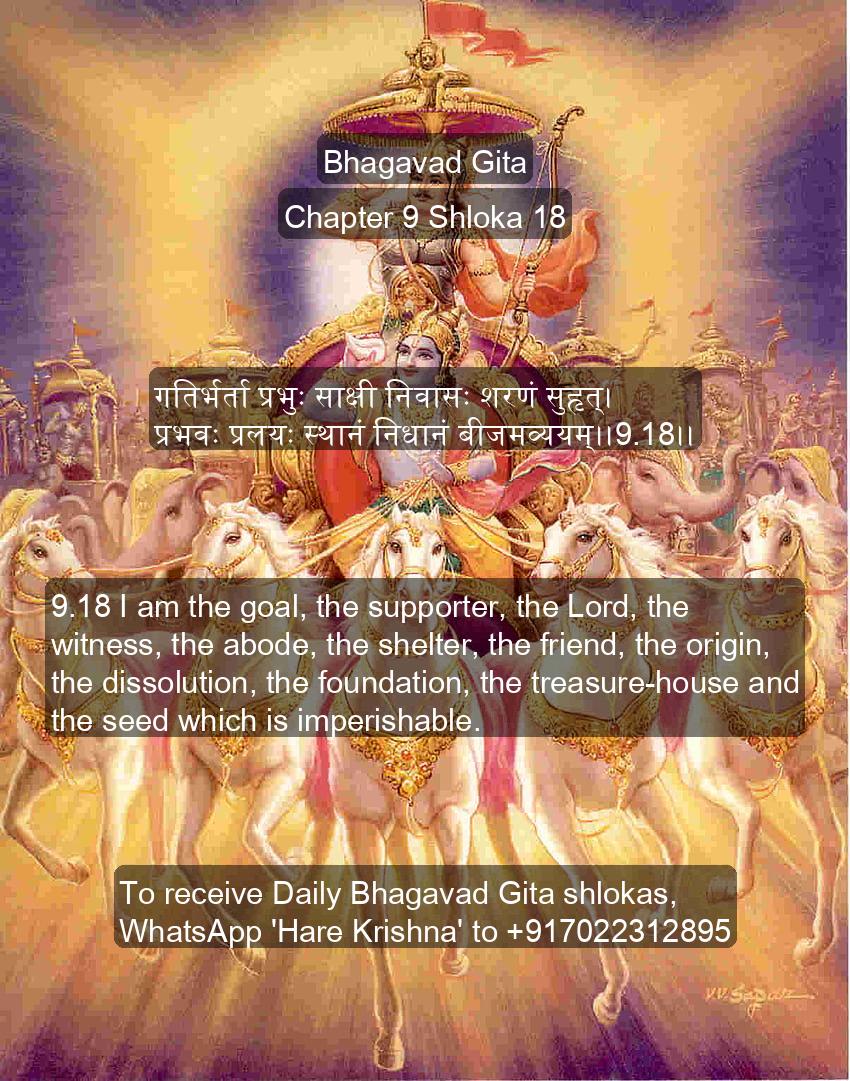 Bhagavad Gita
Chapter 9 Shloka 18
गतिर्भर्ता प्रभुः साक्षी निवासः शरणं सुहृत्।
प्रभवः प्रलयः स्थानं निधानं बीजमव्ययम्।।9.18।।
9.18 I am the goal, the supporter, the Lord, the
witness, the abode, the shelter, the friend, the origin,
the dissolution, the foundation, the treasure-house and
the seed which is imperishable.
To receive Daily Bhagavad Gita shlokas,
WhatsApp 'Hare Krishna' to +917022312895